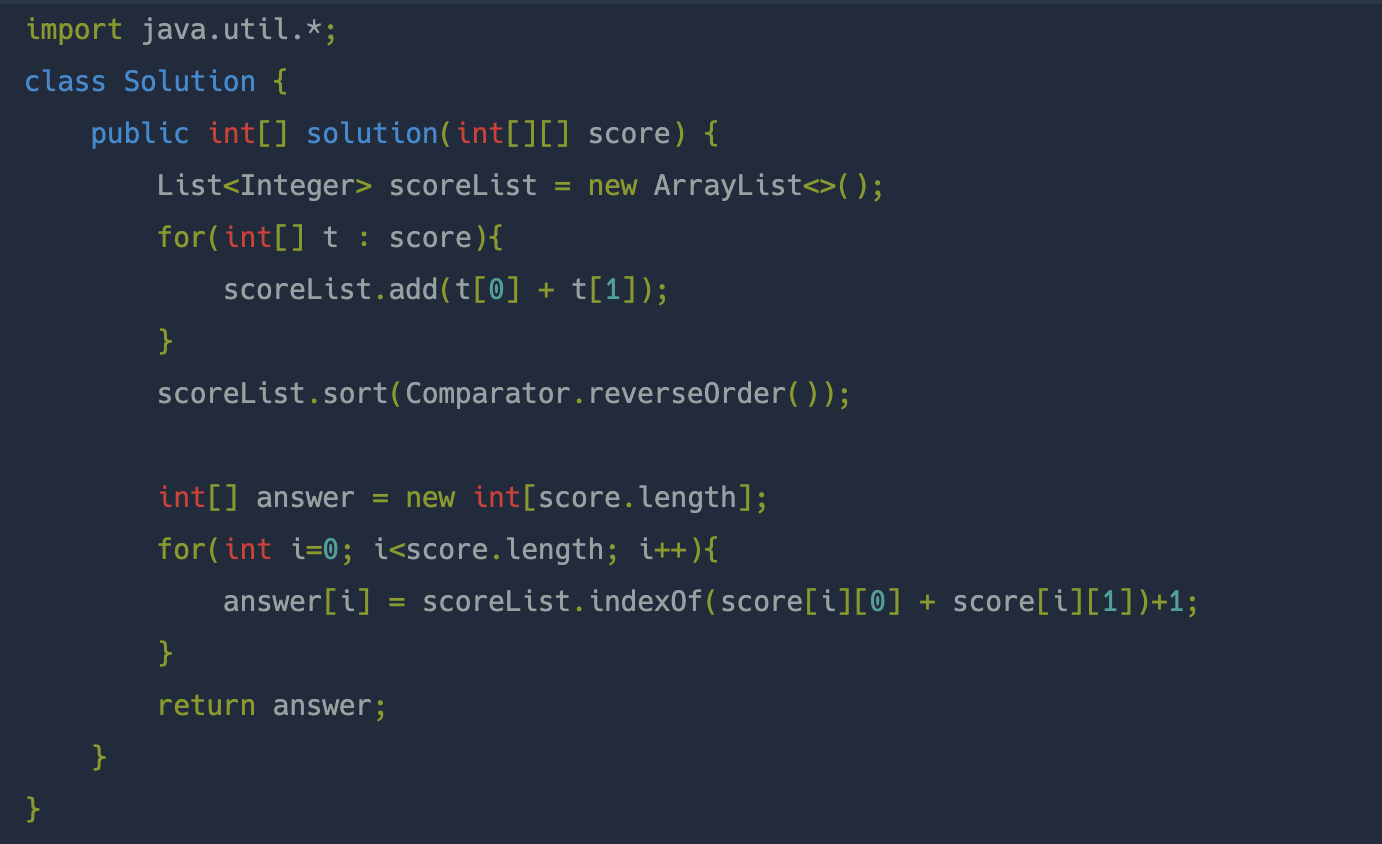 import java.util.*;
class Solution {
    public int[] solution(int[][] score) {
        List<Integer> scoreList = new ArrayList<>();
        for(int[] t : score){
            scoreList.add(t[0] + t[1]);
        }
        scoreList.sort(Comparator.reverseOrder());

        int[] answer = new int[score.length];
        for(int i=0; i<score.length; i++){
            answer[i] = scoreList.indexOf(score[i][0] + score[i][1])+1;
        }
        return answer;
    }
}